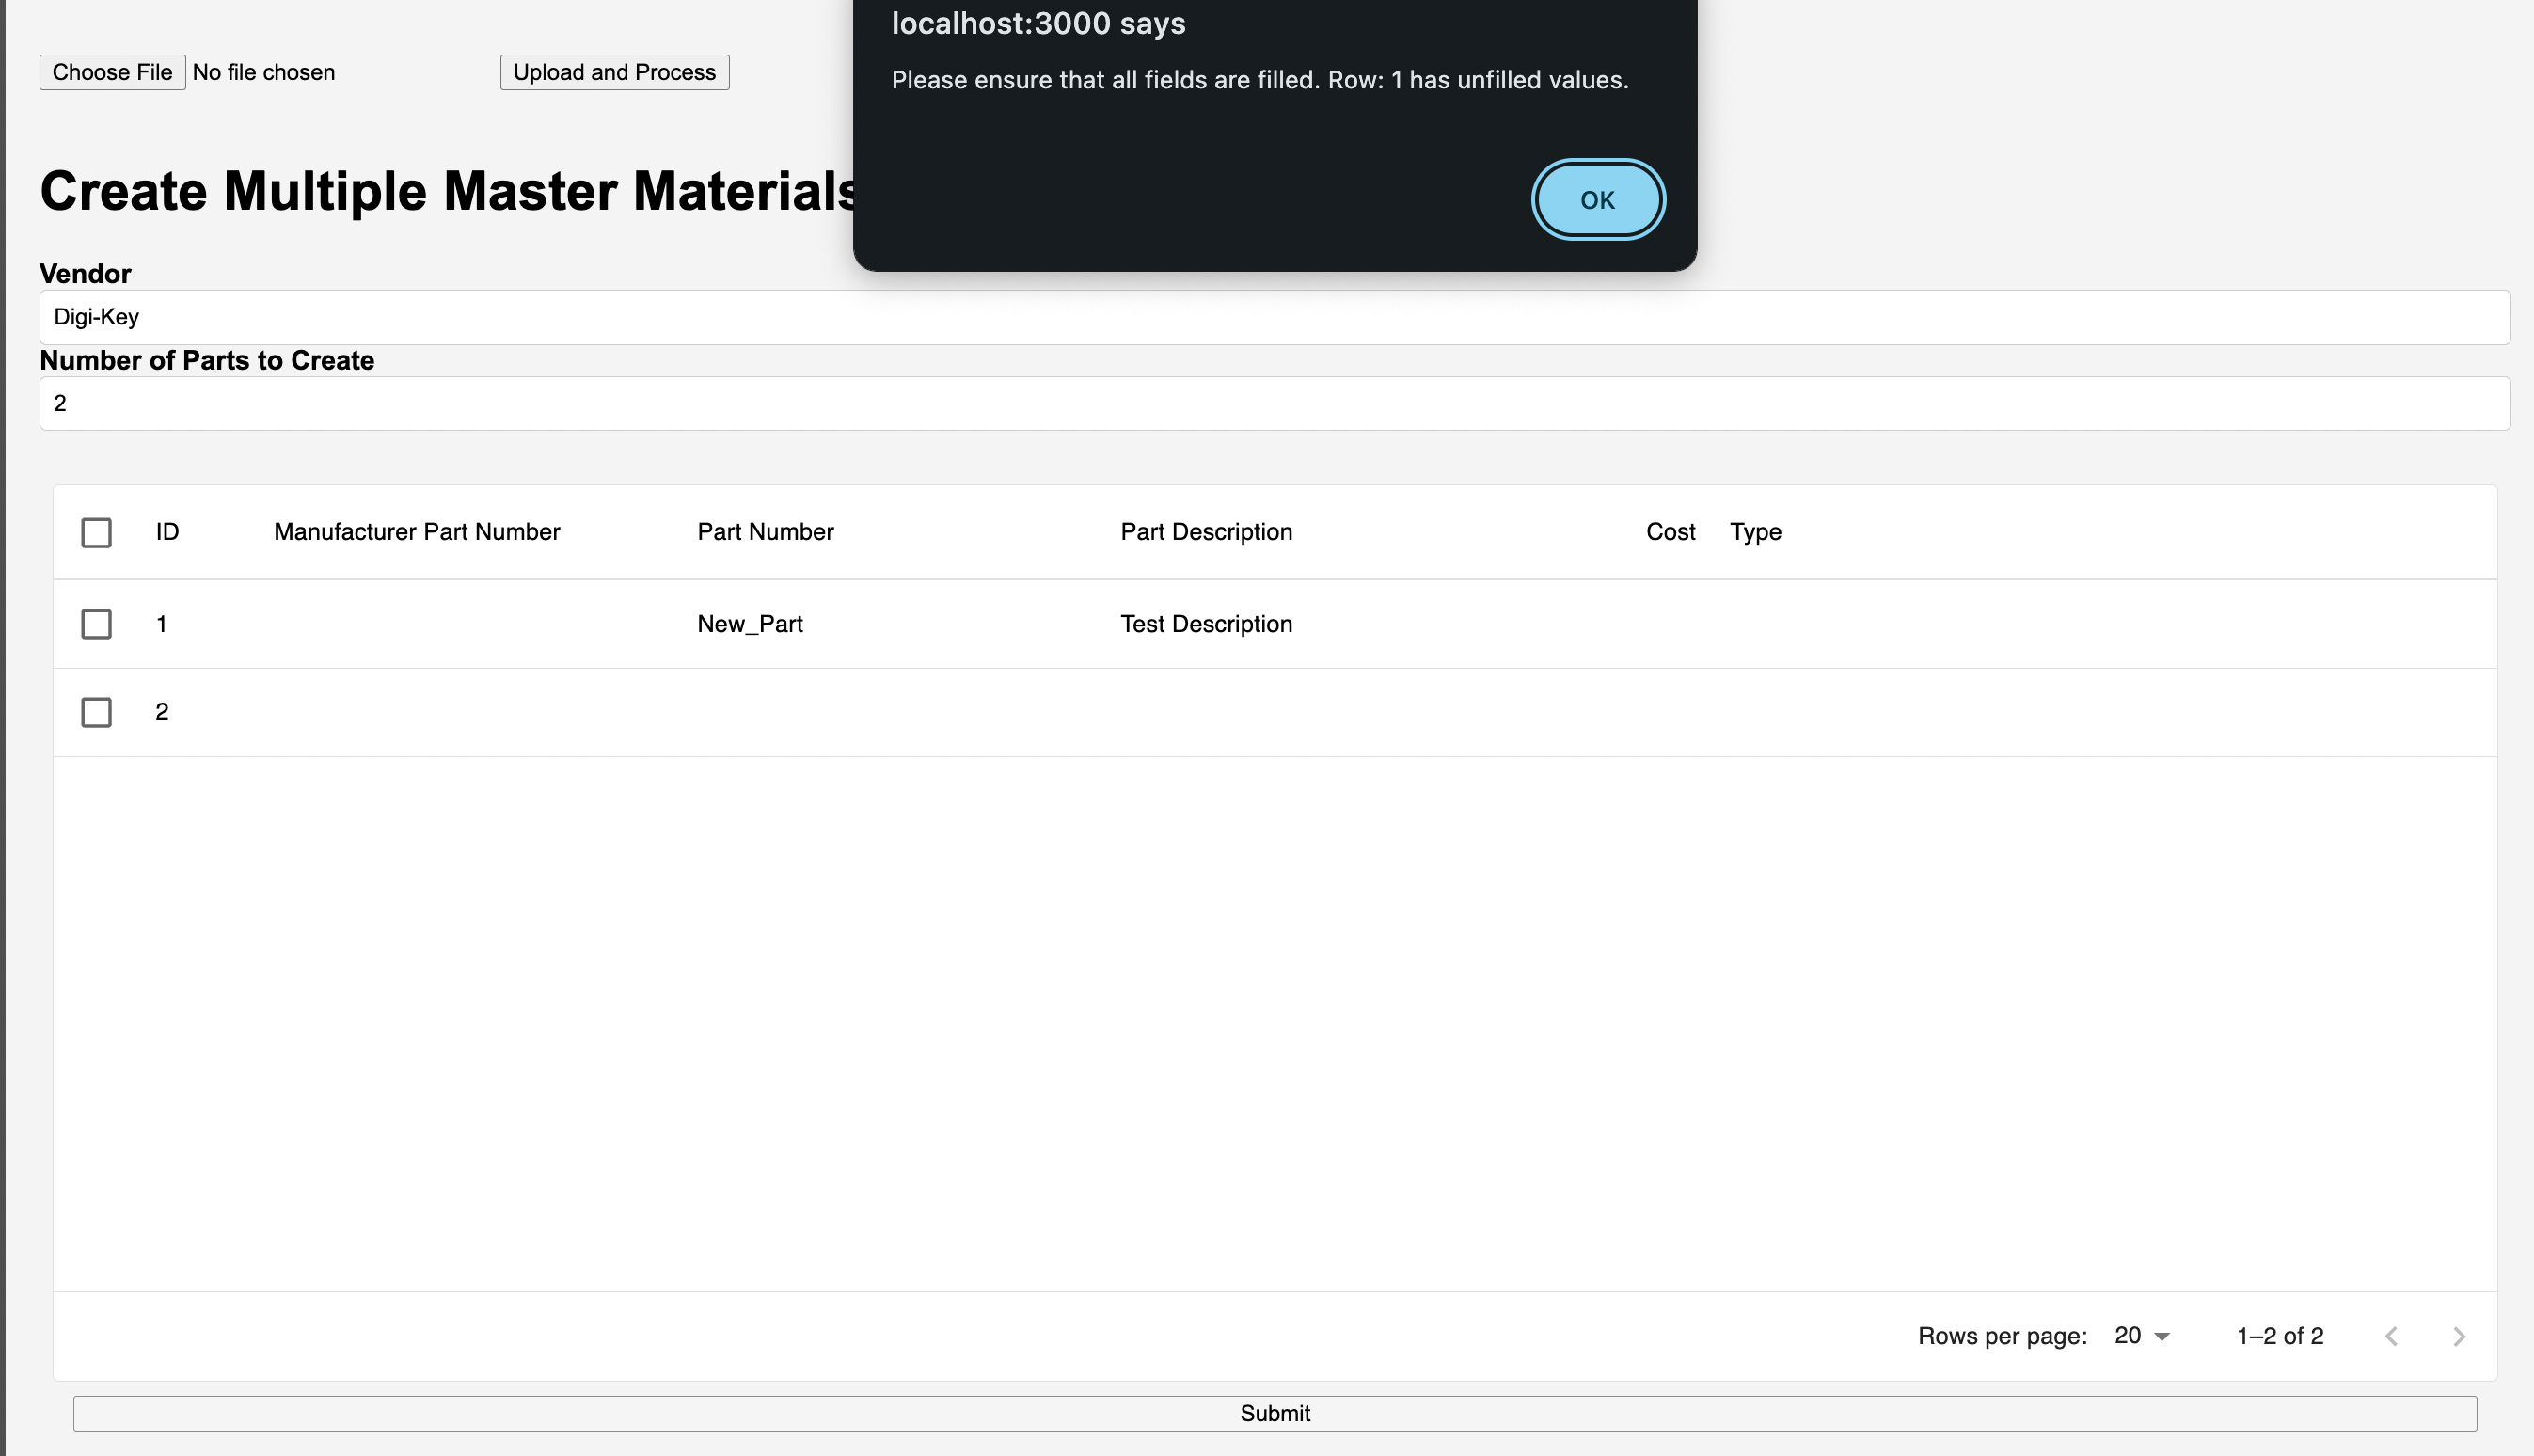 localhost:3000 says
Please ensure that all fields are filled. Row: 1 has unfilled values.
OK
Choose File No file chosen Upload and Process
Create Multiple Master Materials
Vendor
Digi-Key
Number of Parts to Create
2
ID Manufacturer Part Number Part Number Part Description Cost Type
1 New_Part Test Description
2
Rows per page: 20 1–2 of 2
Submit